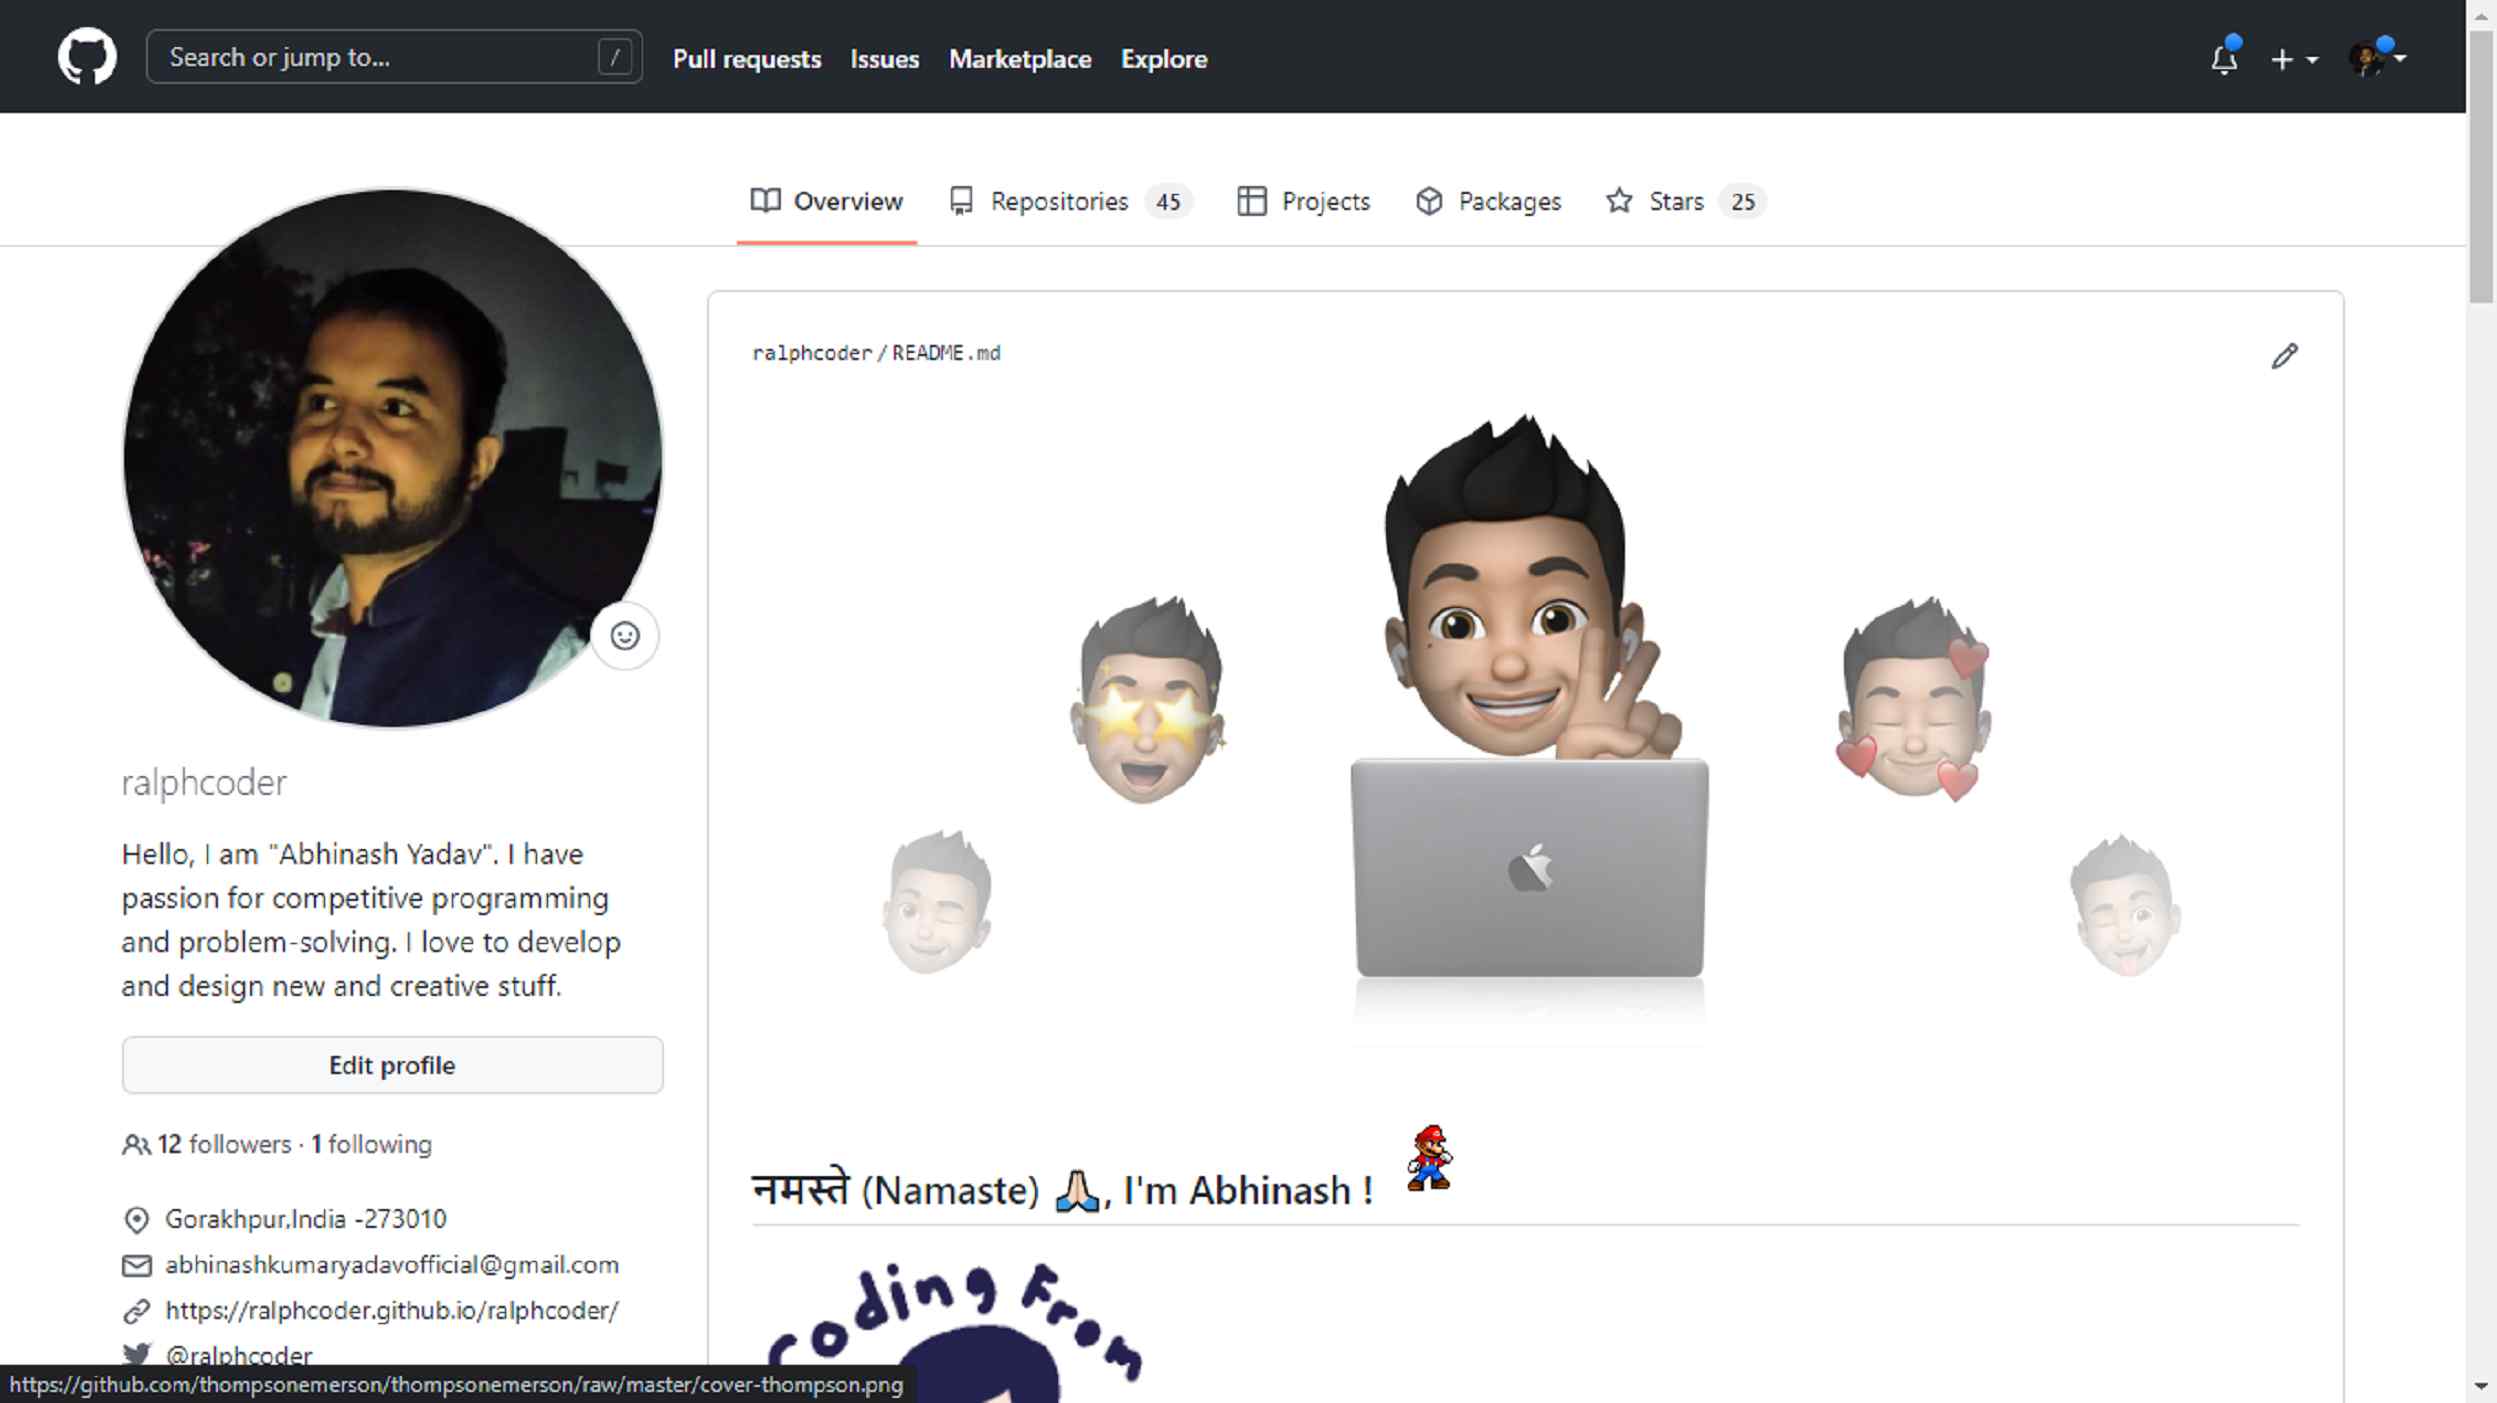 Search or jump to... /
Pull requests Issues Marketplace Explore
Overview Repositories 45 Projects Packages Stars 25
ralphcoder / README.md
ralphcoder
Hello, I am "Abhinash Yadav". I have
passion for competitive programming
and problem-solving. I love to develop
and design new and creative stuff.
Edit profile
12 followers · 1 following
Gorakhpur,India -273010
abhinashkumaryadavofficial@gmail.com
https://ralphcoder.github.io/ralphcoder/
@ralphcoder
नमस्ते (Namaste) 🙏🏻, I'm Abhinash !
Coding From
https://github.com/thompsonemerson/thompsonemerson/raw/master/cover-thompson.png